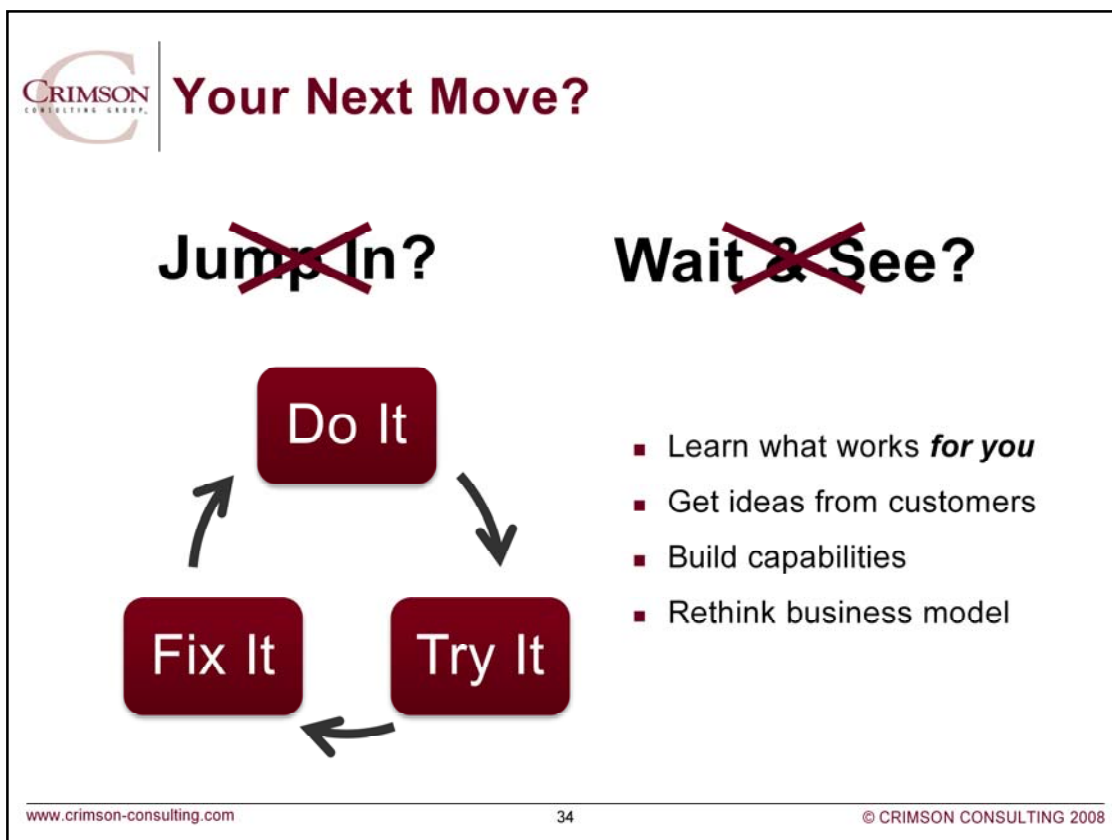 CRIMSON
CONSULTING GROUP
Your Next Move?
Jump In?
Wait & See?
Do It
Fix It
Try It
Learn what works for you
Get ideas from customers
Build capabilities
Rethink business model
www.crimson-consulting.com
34
© CRIMSON CONSULTING 2008